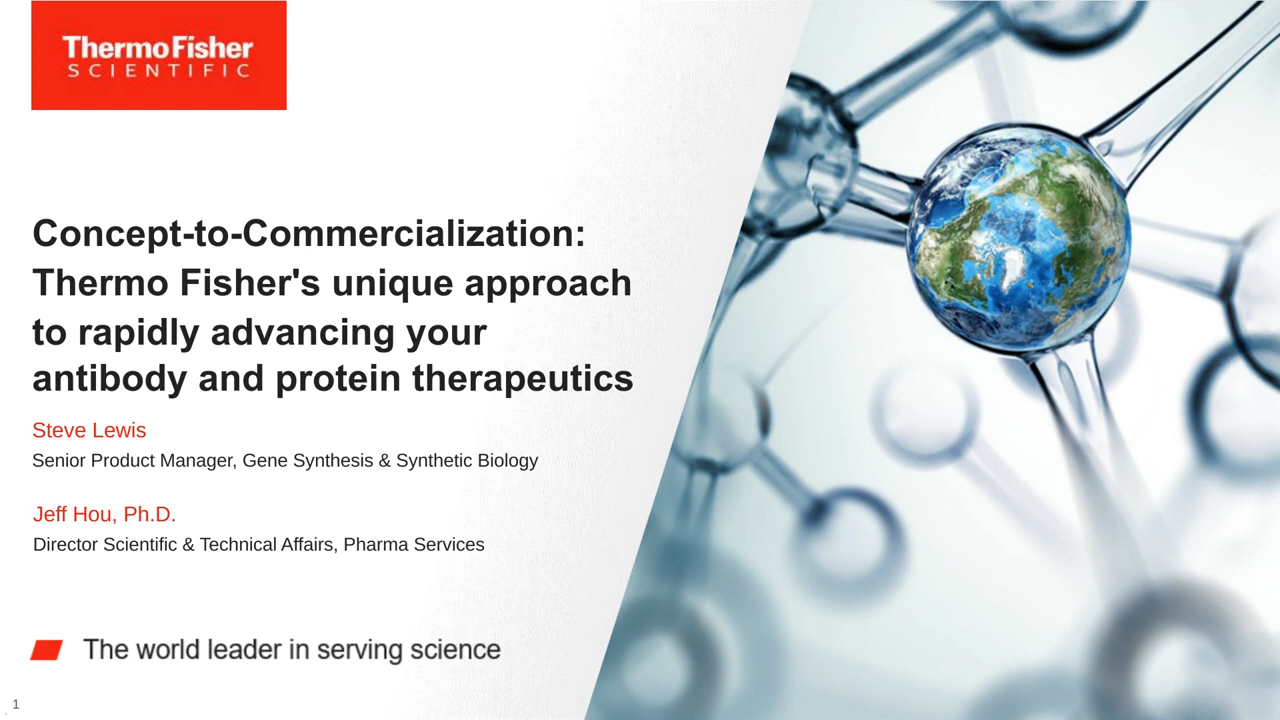 ThermoFisher
SCIENTIFIC
Concept-to-Commercialization:
Thermo Fisher's unique approach
to rapidly advancing your
antibody and protein therapeutics
Steve Lewis
Senior Product Manager, Gene Synthesis & Synthetic Biology
Jeff Hou, Ph.D.
Director Scientific & Technical Affairs, Pharma Services
The world leader in serving science
1